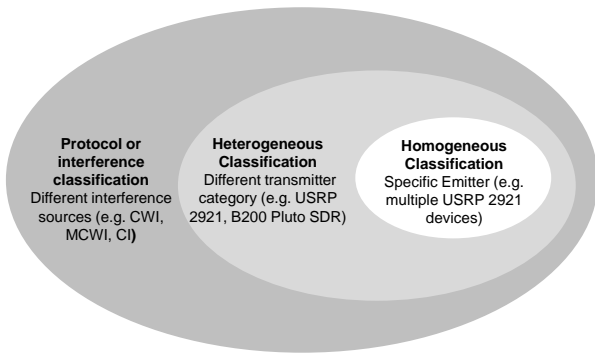 Protocol or
interference
classification
Different interference
sources (e.g. CWI,
MCWI, CI)
Heterogeneous
Classification
Different transmitter
category (e.g. USRP
2921, B200 Pluto SDR)
Homogeneous
Classification
Specific Emitter (e.g.
multiple USRP 2921
devices)